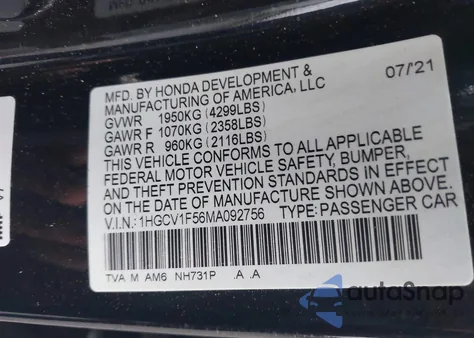 MFD. BY HONDA DEVELOPMENT & 07/21
MANUFACTURING OF AMERICA, LLC
GVWR 1950KG (4299LBS)
GAWR F 1070KG (2358LBS)
GAWR R 960KG (2116LBS)
THIS VEHICLE CONFORMS TO ALL APPLICABLE
FEDERAL MOTOR VEHICLE SAFETY, BUMPER,
AND THEFT PREVENTION STANDARDS IN EFFECT
ON THE DATE OF MANUFACTURE SHOWN ABOVE.
V.I.N.:1HGCV1F56MA092756 TYPE:PASSENGER CAR
TVA M AM6 NH731P .A .A
autoSnap